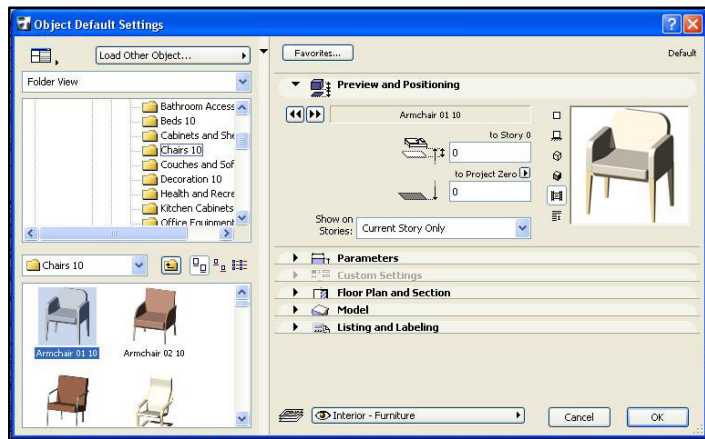 Object Default Settings
Load Other Object...
Folder View
Bathroom Access
Beds 10
Cabinets and She
Chairs 10
Couches and Sof
Decoration 10
Health and Recre
Kitchen Cabinets
Office Equipment
Chairs 10
Armchair 01 10
Armchair 02 10
Favorites...
Default
Preview and Positioning
Armchair 01 10
to Story 0
0
to Project Zero
0
Show on
Stories:
Current Story Only
Parameters
Custom Settings
Floor Plan and Section
Model
Listing and Labeling
Interior - Furniture
Cancel
OK